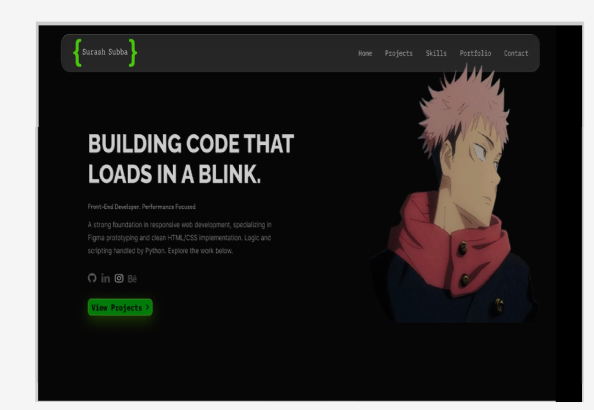 {Surash Subba}
Home Projects Skills Portfolio Contact
BUILDING CODE THAT
LOADS IN A BLINK.
Front-End Developer. Performance Focused
A strong foundation in responsive web development, specializing in
Figma prototyping and clean HTML/CSS implementation. Logic and
scripting handled by Python. Explore the work below.
in Bē
View Projects >